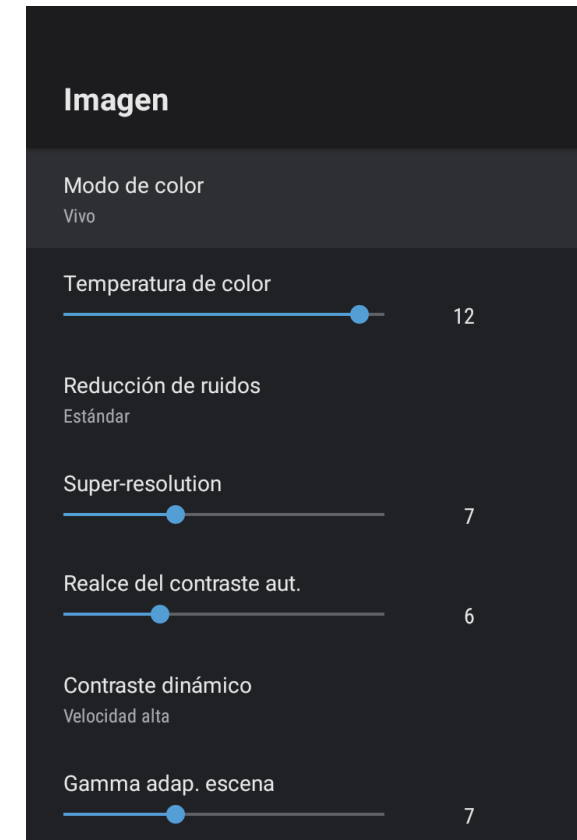 Imagen
Modo de color
Vivo
Temperatura de color
12
Reducción de ruidos
Estándar
Super-resolution
7
Realce del contraste aut.
6
Contraste dinámico
Velocidad alta
Gamma adap. escena
7